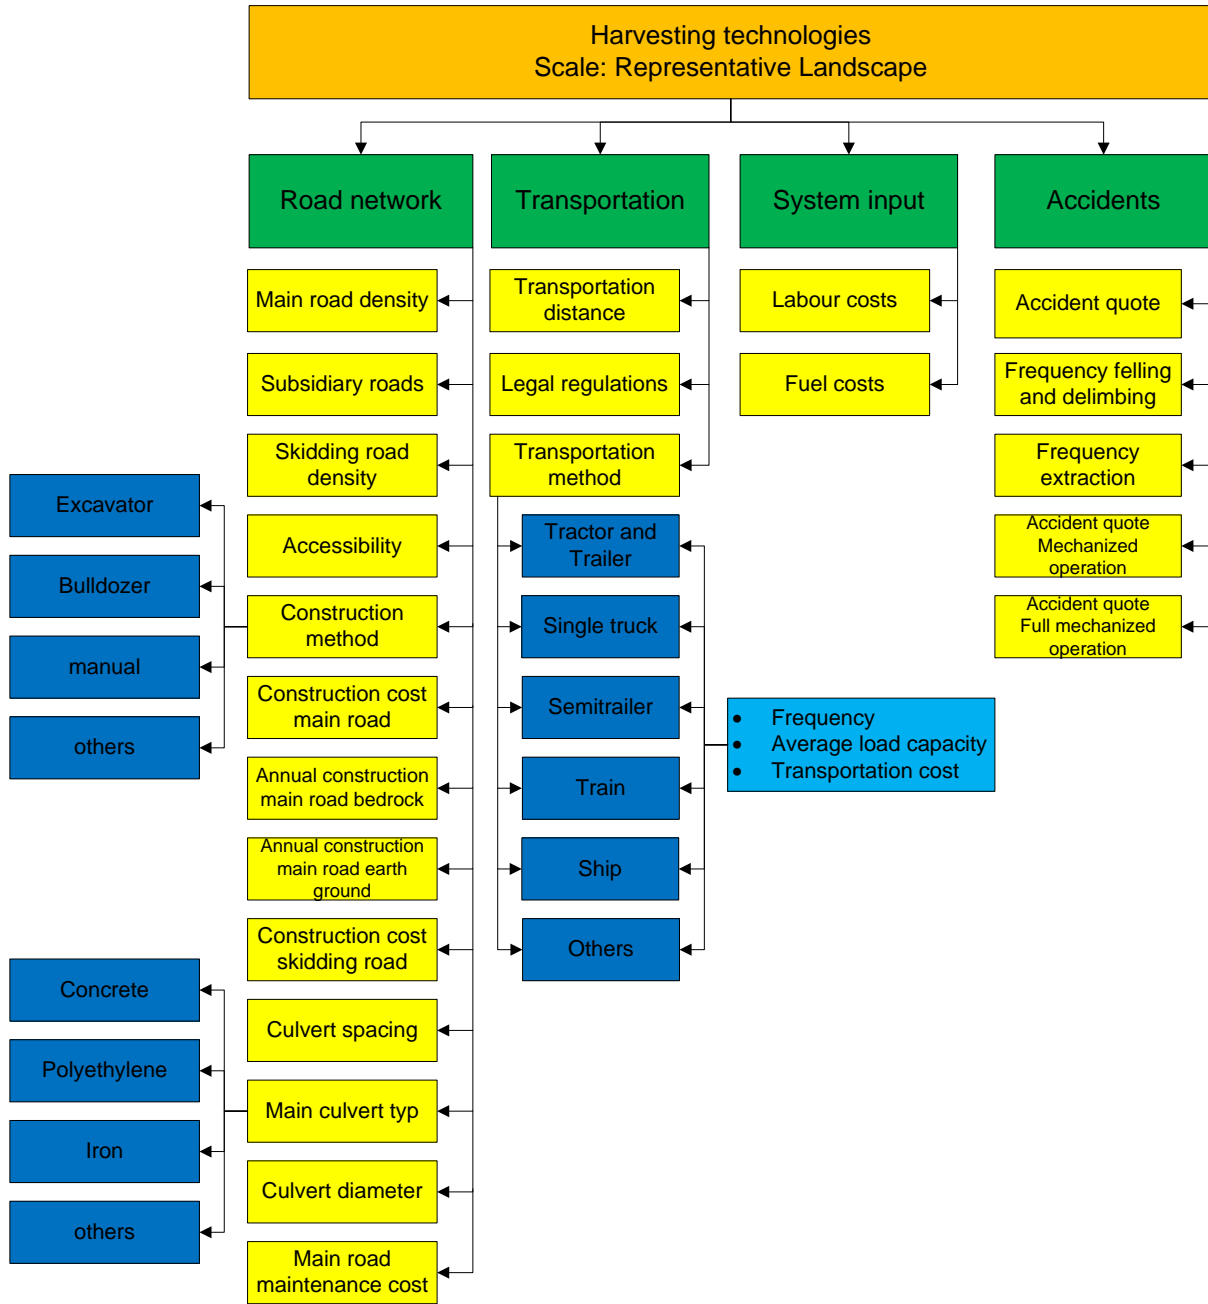 Harvesting technologies
Scale: Representative Landscape
Road network
Transportation
System input
Accidents
Main road density
Subsidiary roads
Skidding road
density
Accessibility
Construction
method
Excavator
Bulldozer
manual
others
Construction cost
main road
Annual construction
main road bedrock
Annual construction
main road earth
ground
Construction cost
skidding road
Culvert spacing
Main culvert typ
Concrete
Polyethylene
Iron
others
Culvert diameter
Main road
maintenance cost
Transportation
distance
Legal regulations
Transportation
method
Tractor and
Trailer
Single truck
Semitrailer
Train
Ship
Others
• Frequency
• Average load capacity
• Transportation cost
Labour costs
Fuel costs
Accident quote
Frequency felling
and delimbing
Frequency
extraction
Accident quote
Mechanized
operation
Accident quote
Full mechanized
operation